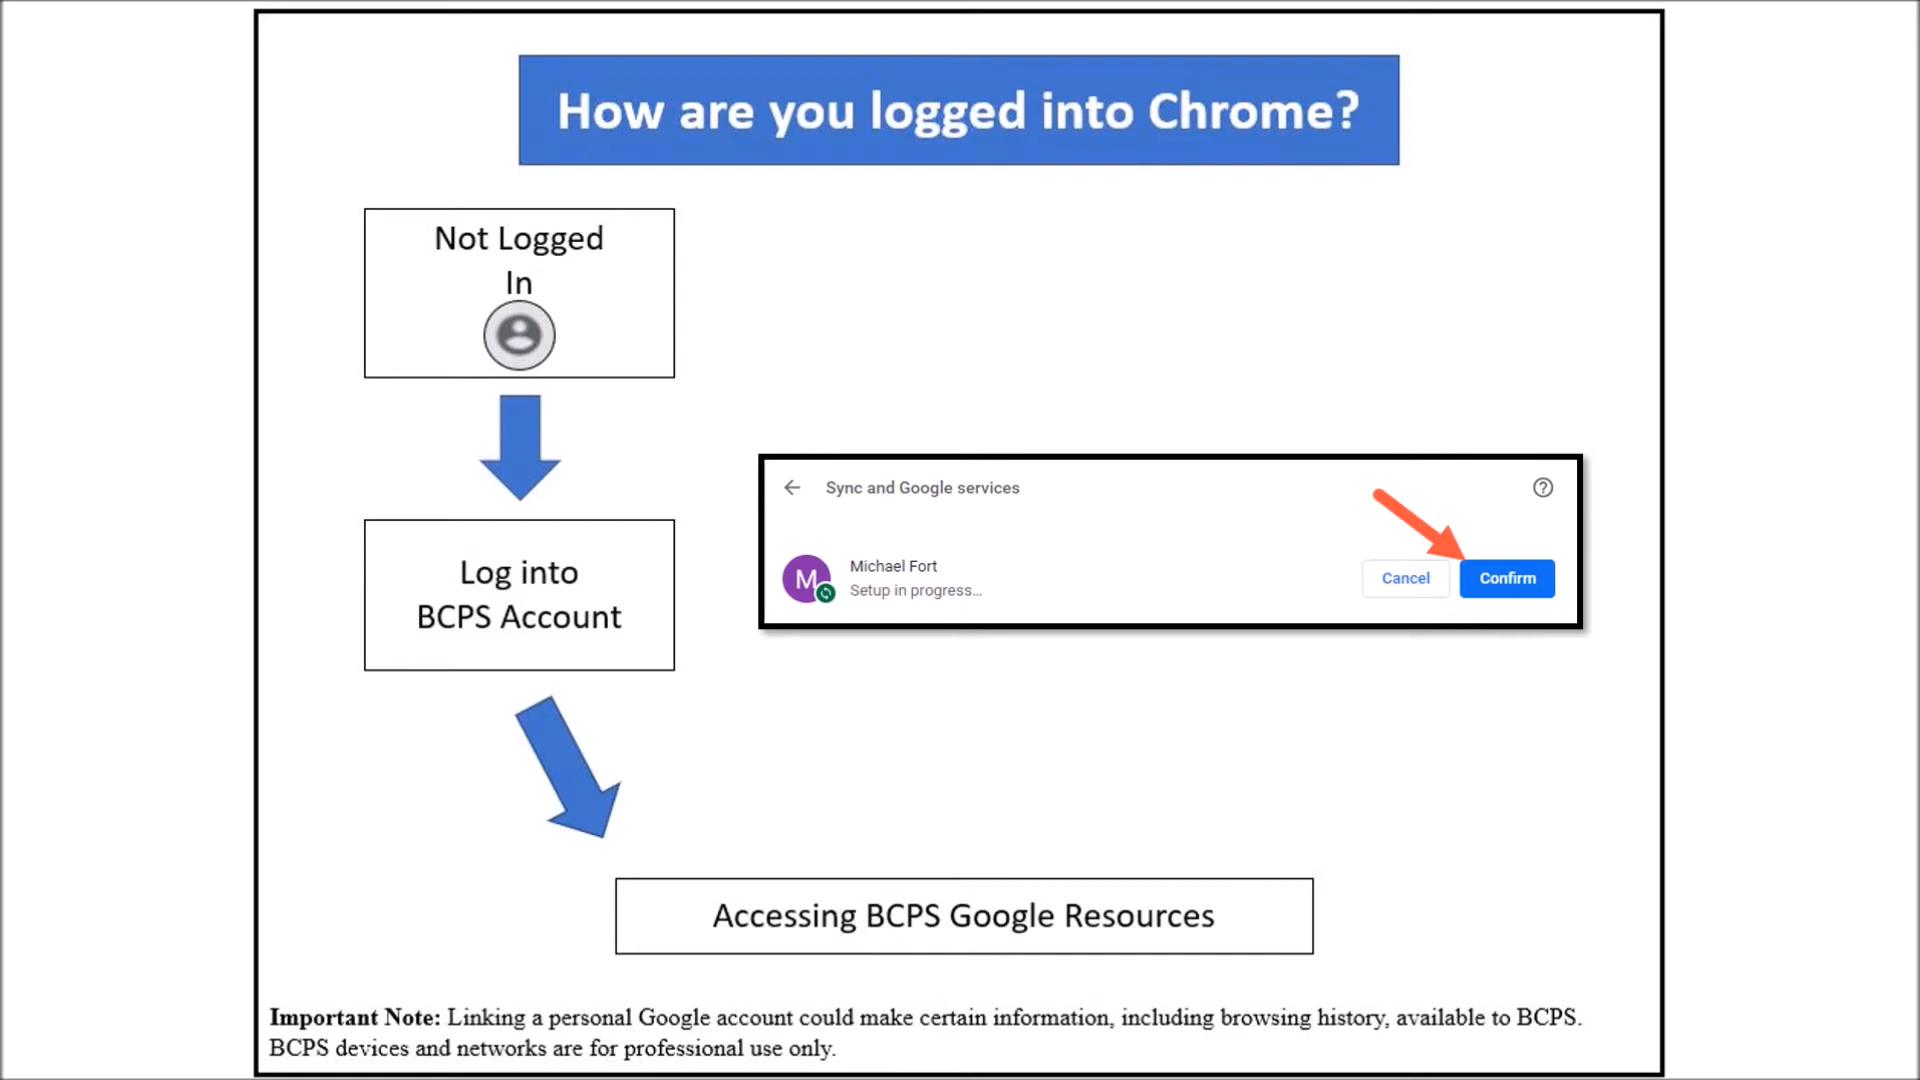 How are you logged into Chrome?
Not Logged
In
Sync and Google services
Michael Fort
M
Setup in progress...
Cancel
Confirm
Log into
BCPS Account
Accessing BCPS Google Resources
Important Note: Linking a personal Google account could make certain information, including browsing history, available to BCPS.
BCPS devices and networks are for professional use only.